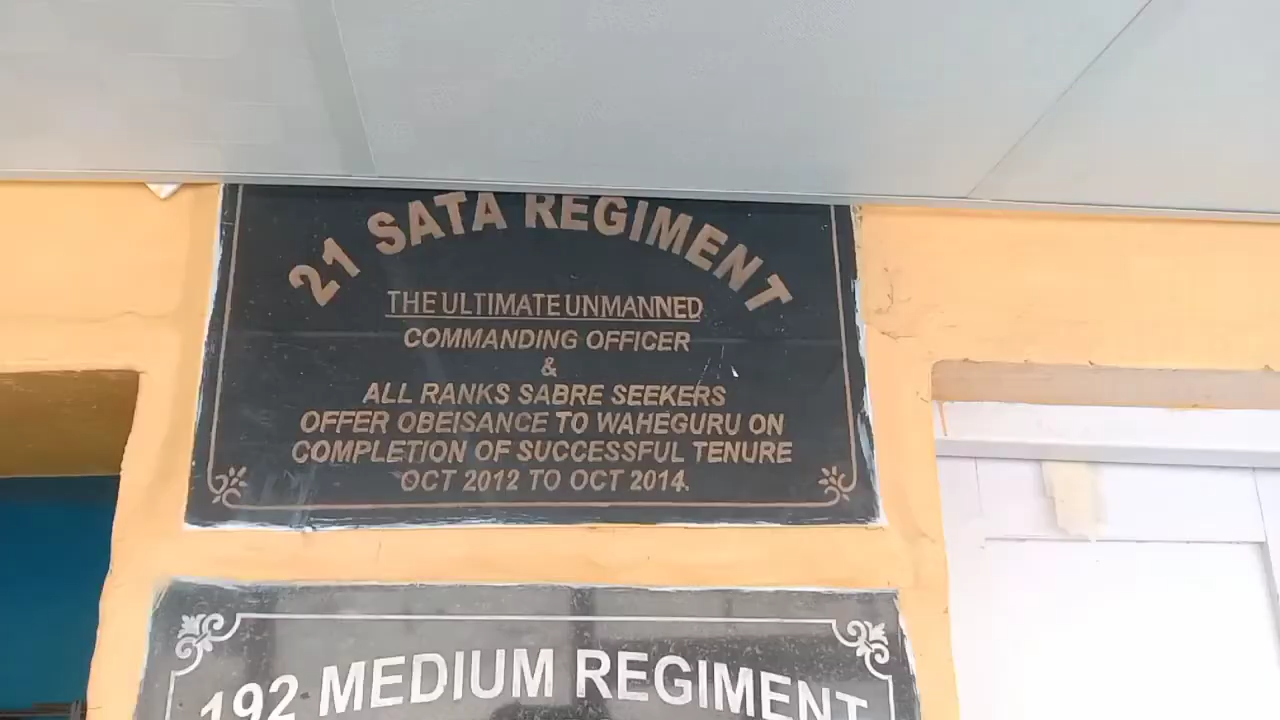 21 SATA REGIMENT
THE ULTIMATE UNMANNED
COMMANDING OFFICER
&
ALL RANKS SABRE SEEKERS
OFFER OBEISANCE TO WAHEGURU ON
COMPLETION OF SUCCESSFUL TENURE
OCT 2012 TO OCT 2014.
192 MEDIUM REGIMENT